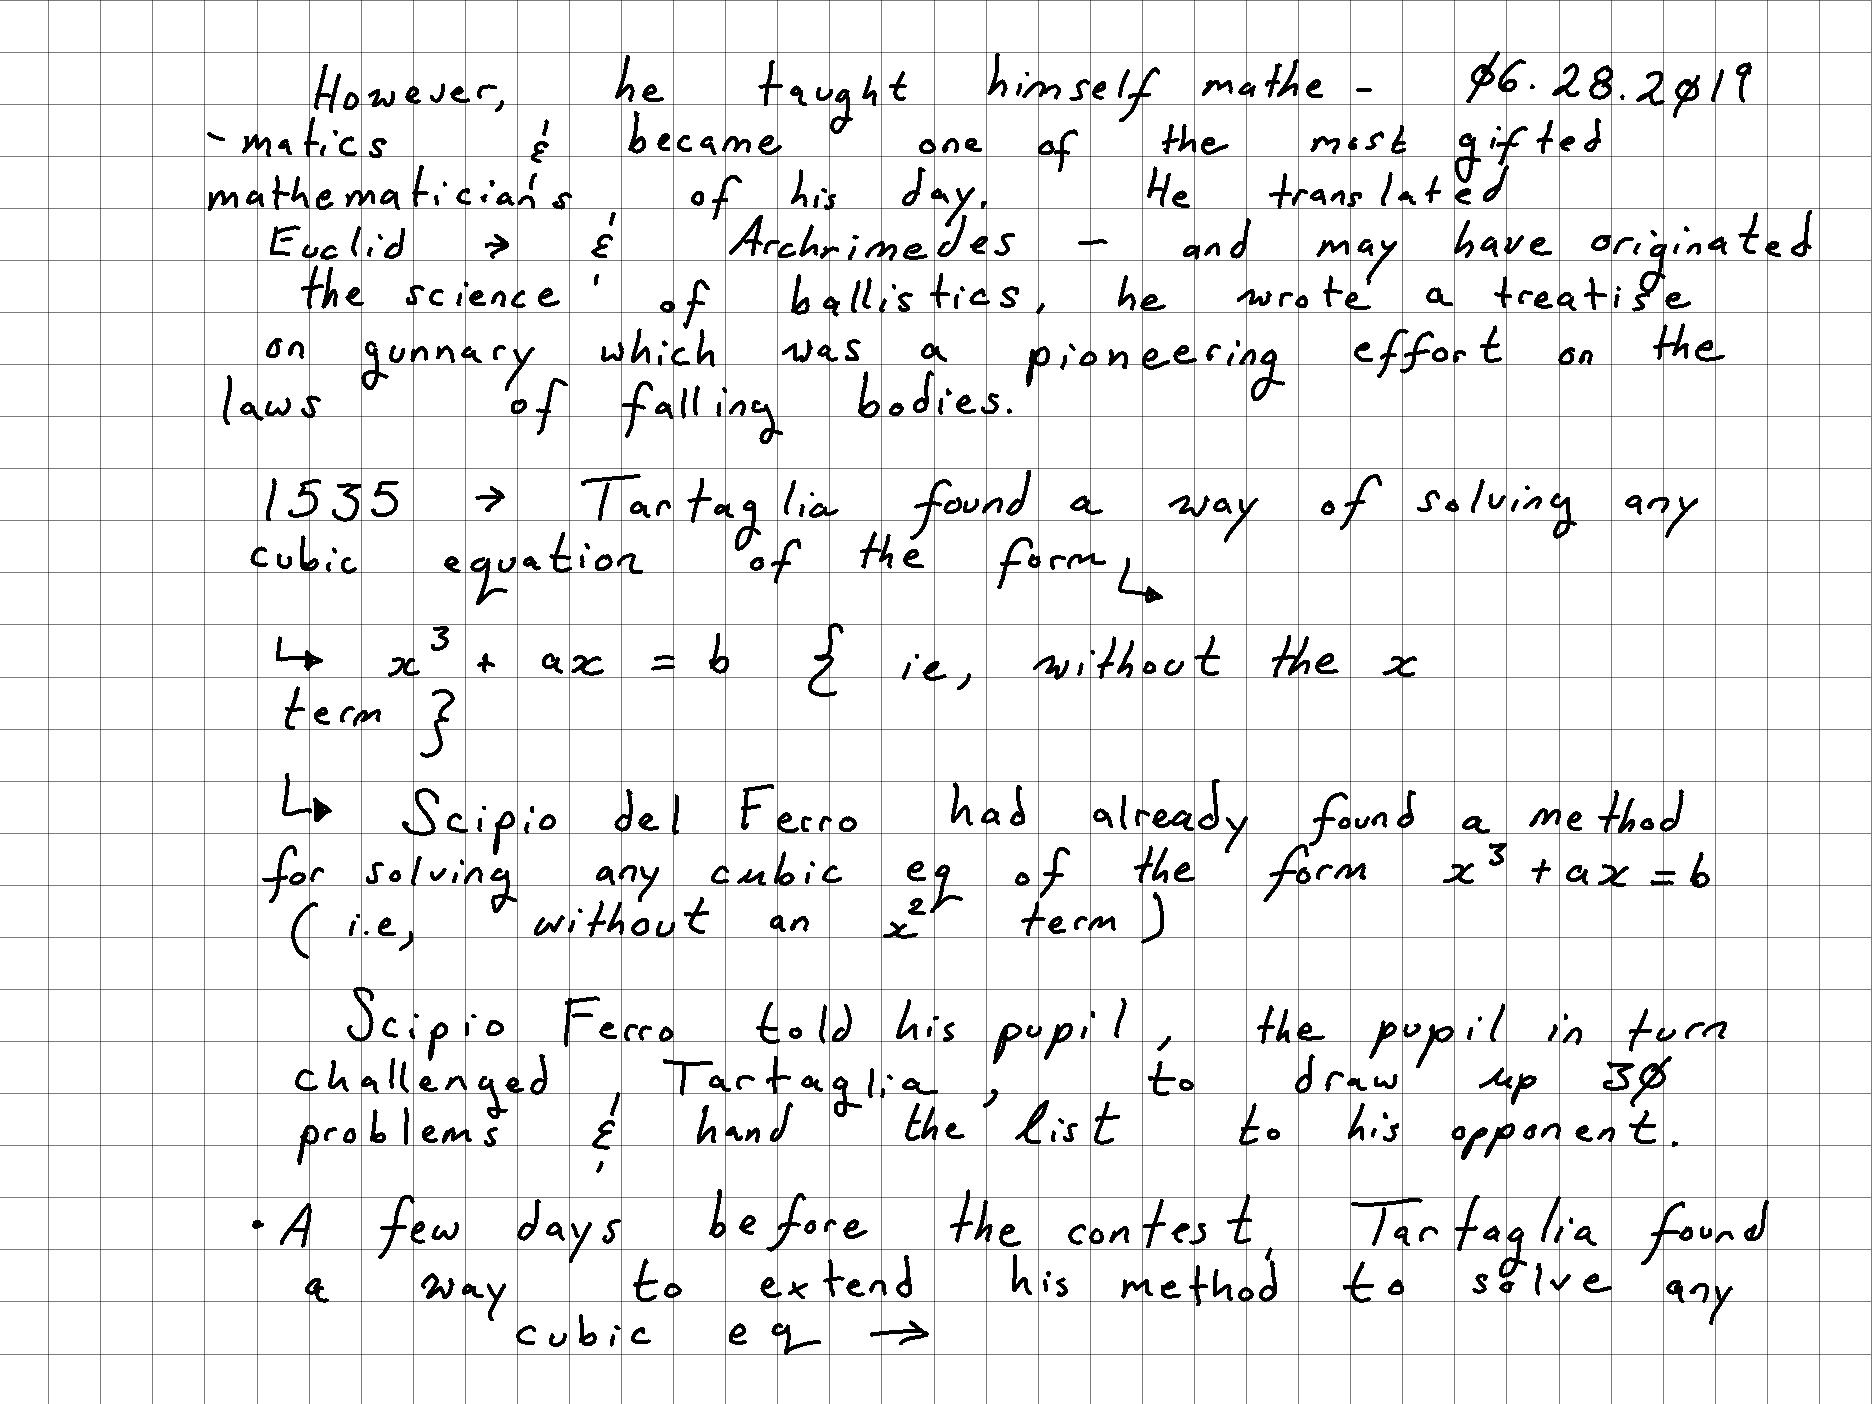 However, he taught himself mathe - 06.28.2019
- matics & became one of the most gifted
mathematicians of his day. He translated
Euclid → & Archrimedes - and may have originated
the science of ballistics, he wrote a treatise
on gunnary which was a pioneering effort on the
laws of falling bodies.
1535 → Tartaglia found a way of solving any
cubic equation of the form ↳
↳ x³ + ax = b { ie, without the x
term }
↳ Scipio del Ferro had already found a method
for solving any cubic eq of the form x³ + ax = b
( i.e, without an x² term )
Scipio Ferro told his pupil, the pupil in turn
challenged Tartaglia, to draw up 30
problems & hand the list to his opponent.
• A few days before the contest, Tartaglia found
a way to extend his method to solve any
cubic eq →